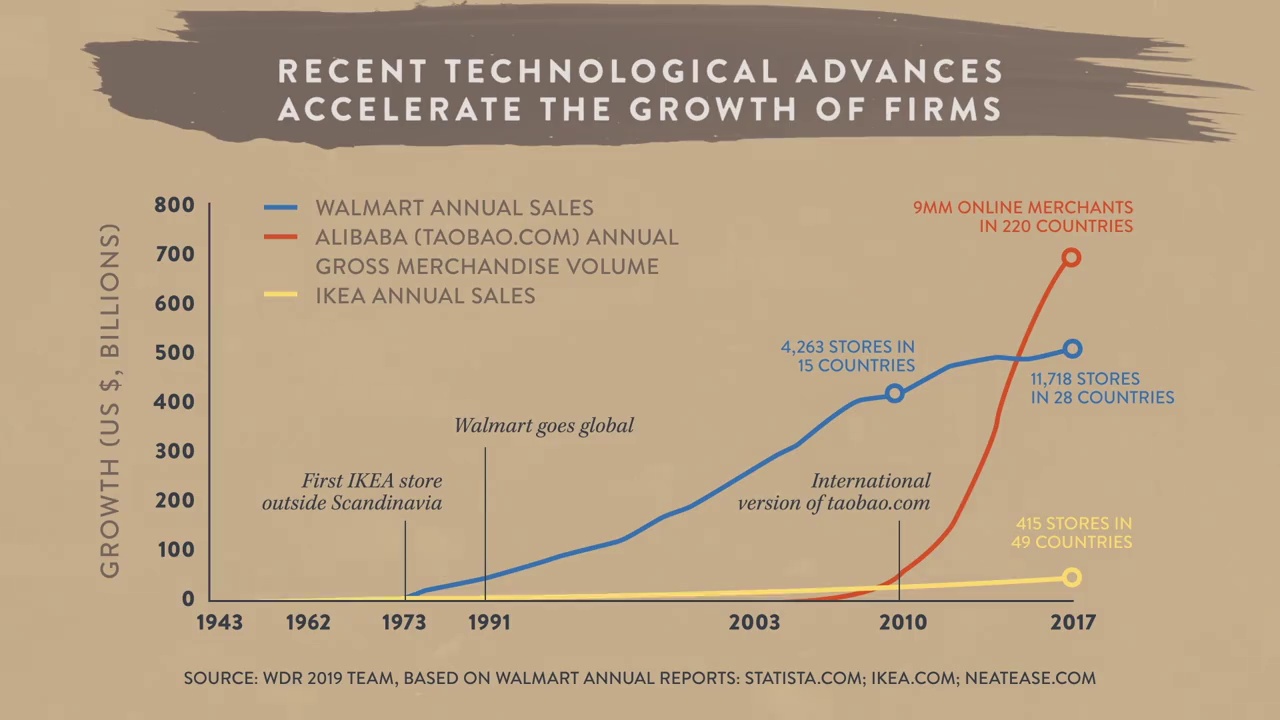 RECENT TECHNOLOGICAL ADVANCES
ACCELERATE THE GROWTH OF FIRMS
GROWTH (US $, BILLIONS)
800
700
600
500
400
300
200
100
0
WALMART ANNUAL SALES
ALIBABA (TAOBAO.COM) ANNUAL
GROSS MERCHANDISE VOLUME
IKEA ANNUAL SALES
9MM ONLINE MERCHANTS
IN 220 COUNTRIES
4,263 STORES IN
15 COUNTRIES
11,718 STORES
IN 28 COUNTRIES
Walmart goes global
First IKEA store
outside Scandinavia
International
version of taobao.com
415 STORES IN
49 COUNTRIES
1943 1962 1973 1991 2003 2010 2017
SOURCE: WDR 2019 TEAM, BASED ON WALMART ANNUAL REPORTS: STATISTA.COM; IKEA.COM; NEATEASE.COM